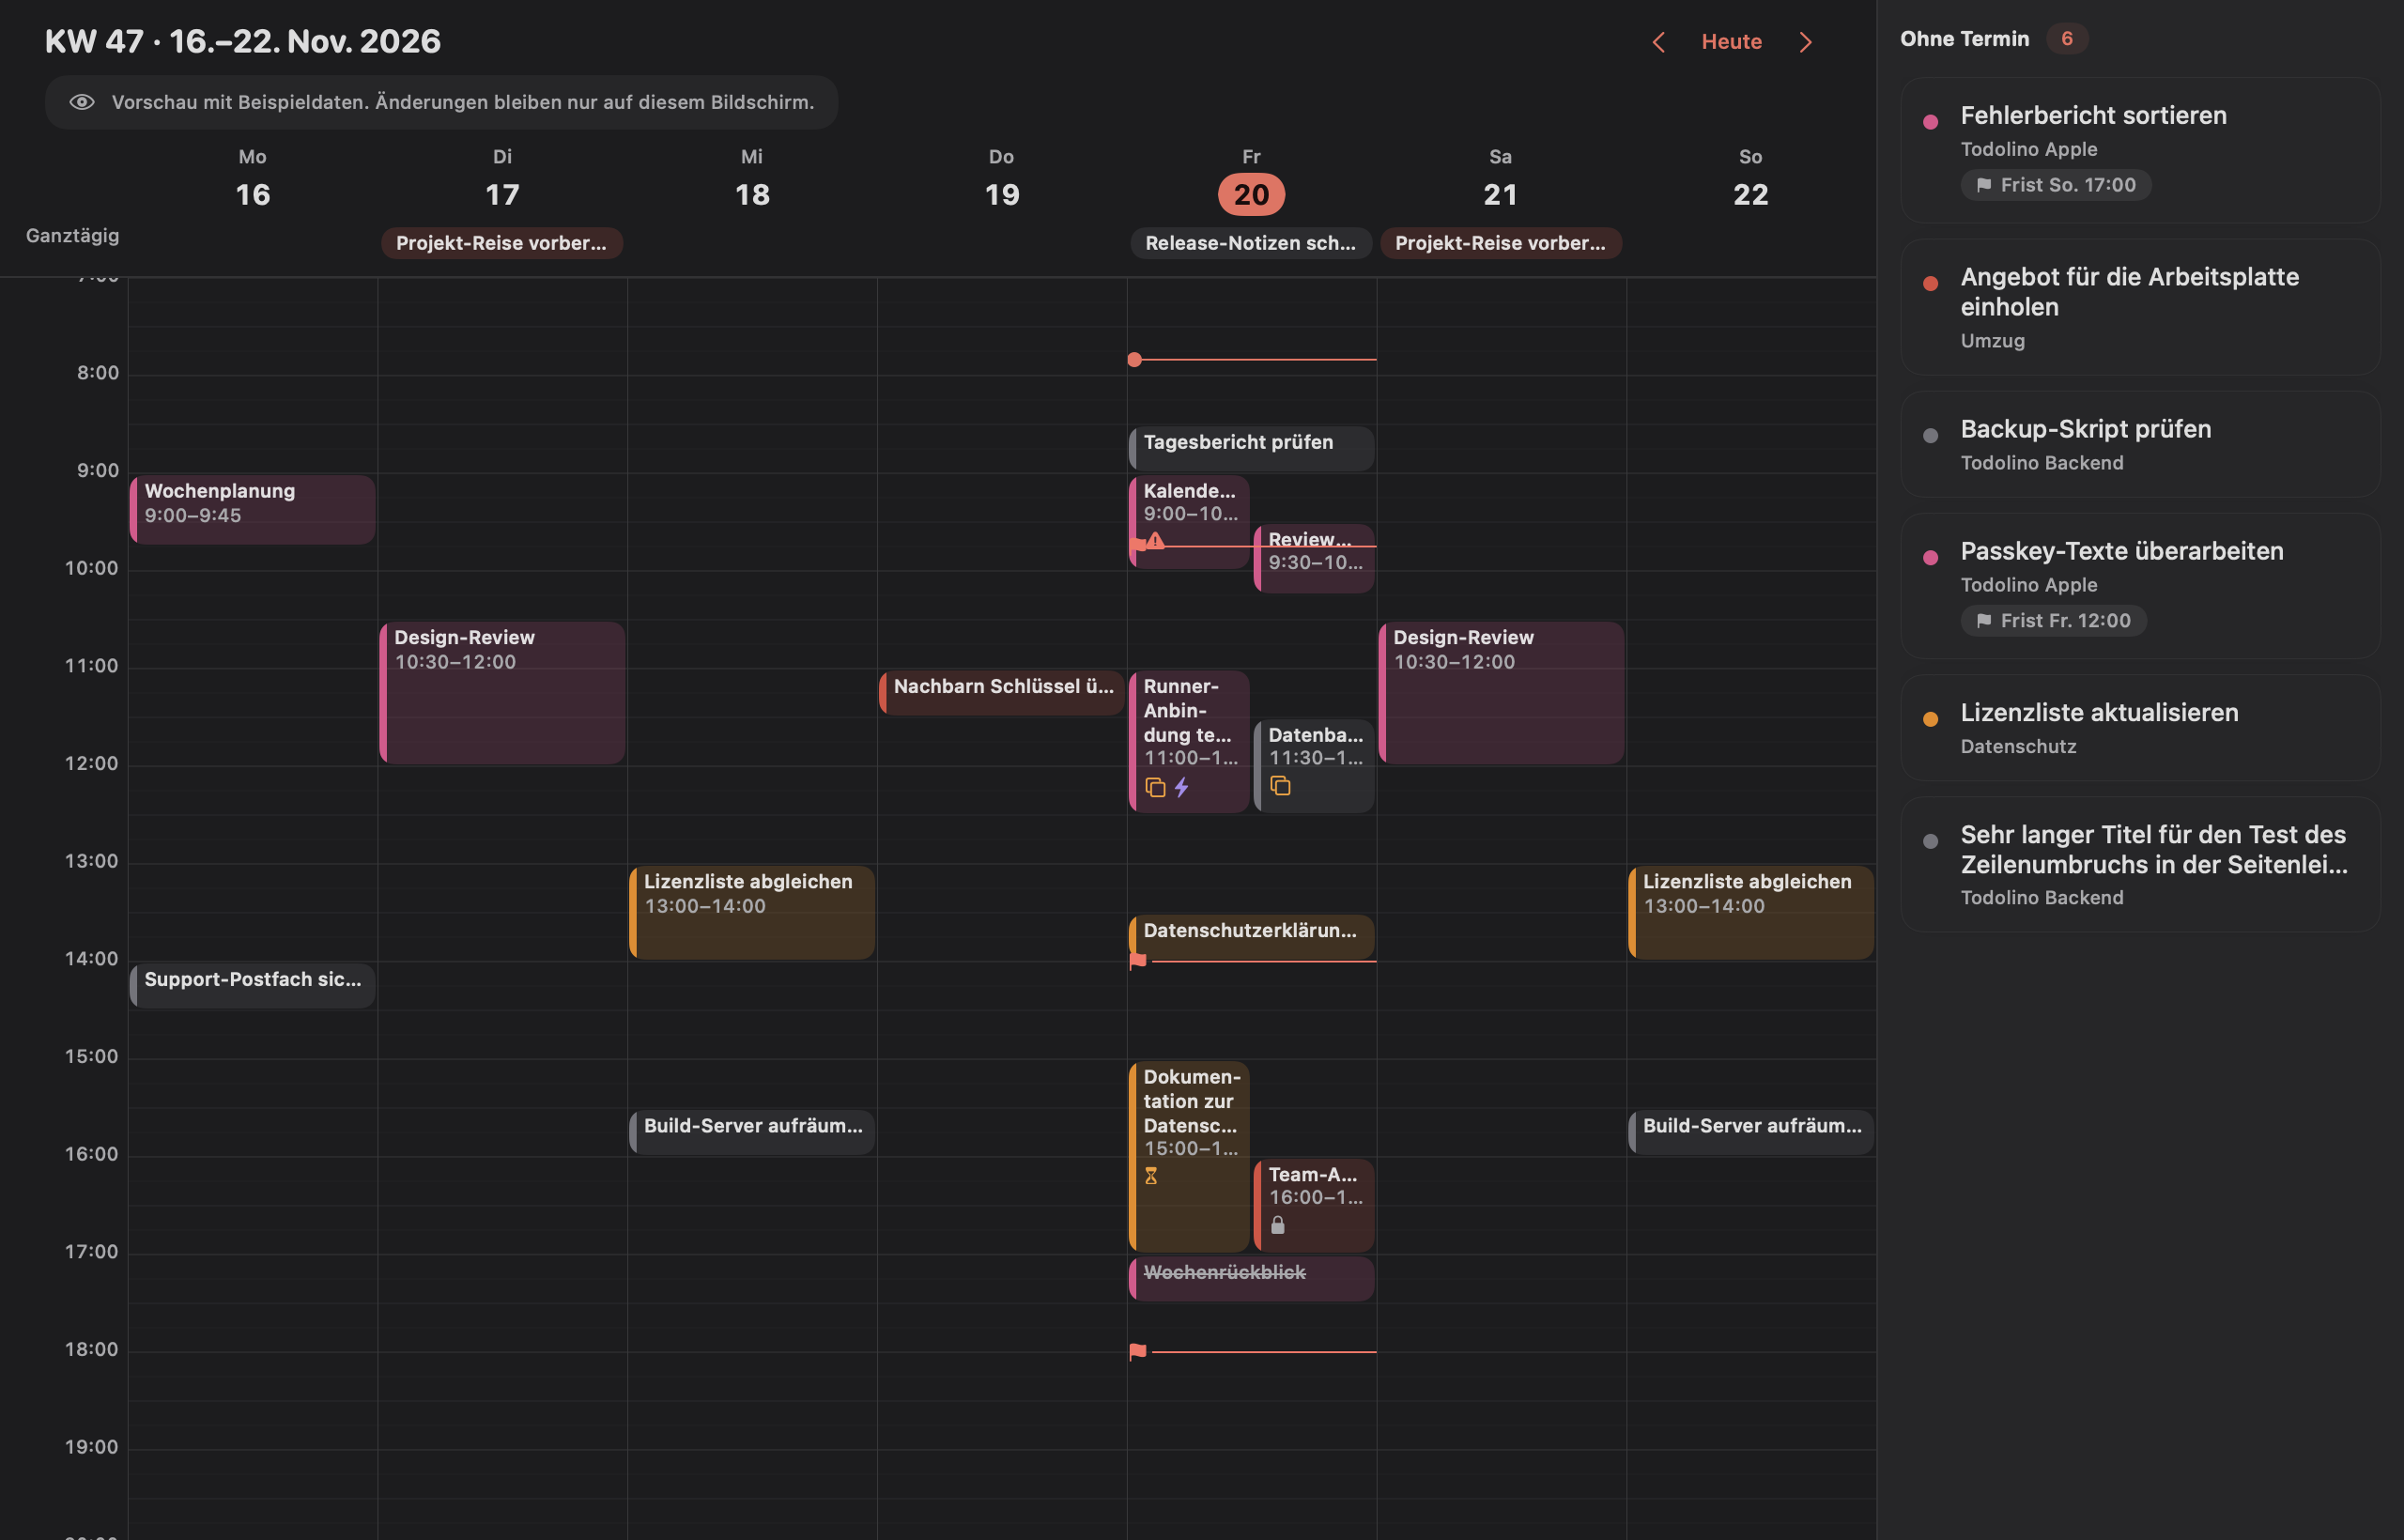 KW 47 · 16.–22. Nov. 2026
Heute
Vorschau mit Beispieldaten. Änderungen bleiben nur auf diesem Bildschirm.
Mo
16
Di
17
Mi
18
Do
19
Fr
20
Sa
21
So
22
Ganztägig
Projekt-Reise vorber...
Release-Notizen sch...
Projekt-Reise vorber...
8:00
9:00
10:00
11:00
12:00
13:00
14:00
15:00
16:00
17:00
18:00
19:00
Wochenplanung
9:00–9:45
Support-Postfach sic...
Design-Review
10:30–12:00
Lizenzliste abgleichen
13:00–14:00
Build-Server aufräum...
Nachbarn Schlüssel ü...
Tagesbericht prüfen
Kalende...
9:00–10...
Review...
9:30–10...
Runner-
Anbin-
dung te...
11:00–1...
Datenba...
11:30–1...
Datenschutzerklärun...
Dokumen-
tation zur
Datensc...
15:00–1...
Team-A...
16:00–1...
Wochenrückblick
Design-Review
10:30–12:00
Lizenzliste abgleichen
13:00–14:00
Build-Server aufräum...
Ohne Termin 6
Fehlerbericht sortieren
Todolino Apple
Frist So. 17:00
Angebot für die Arbeitsplatte
einholen
Umzug
Backup-Skript prüfen
Todolino Backend
Passkey-Texte überarbeiten
Todolino Apple
Frist Fr. 12:00
Lizenzliste aktualisieren
Datenschutz
Sehr langer Titel für den Test des
Zeilenumbruchs in der Seitenlei...
Todolino Backend